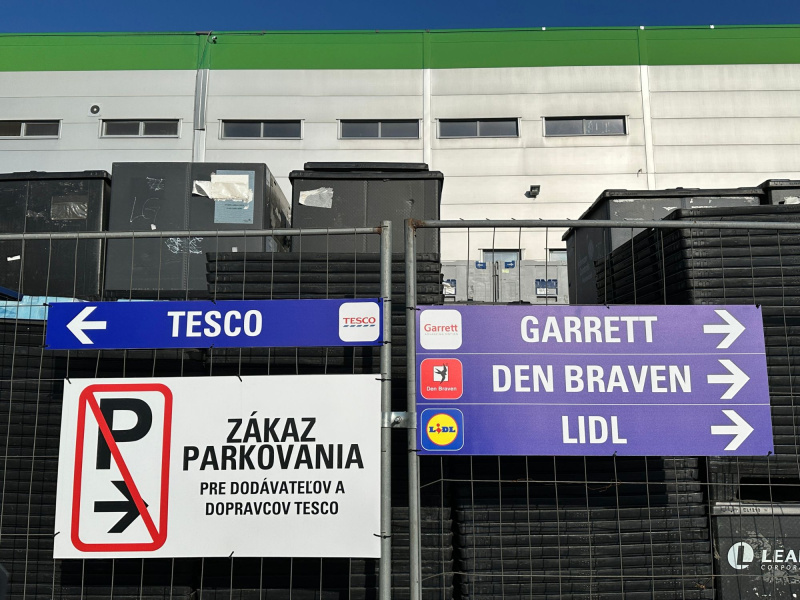 TESCO
TESCO
ZÁKAZ
PARKOVANIA
PRE DODÁVATEĽOV A
DOPRAVCOV TESCO
P
Garrett
GARRETT
Den Braven
DEN BRAVEN
LIDL
LIDL